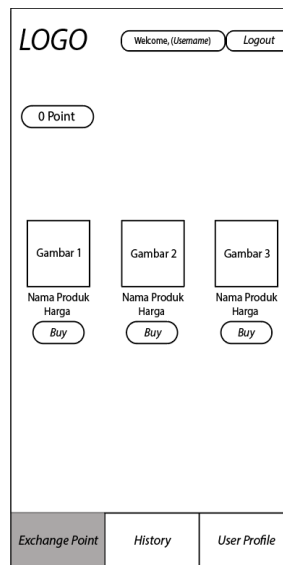 LOGO
Welcome, (Username)
Logout
0 Point
Gambar 1
Gambar 2
Gambar 3
Nama Produk
Harga
Buy
Nama Produk
Harga
Buy
Nama Produk
Harga
Buy
Exchange Point
History
User Profile